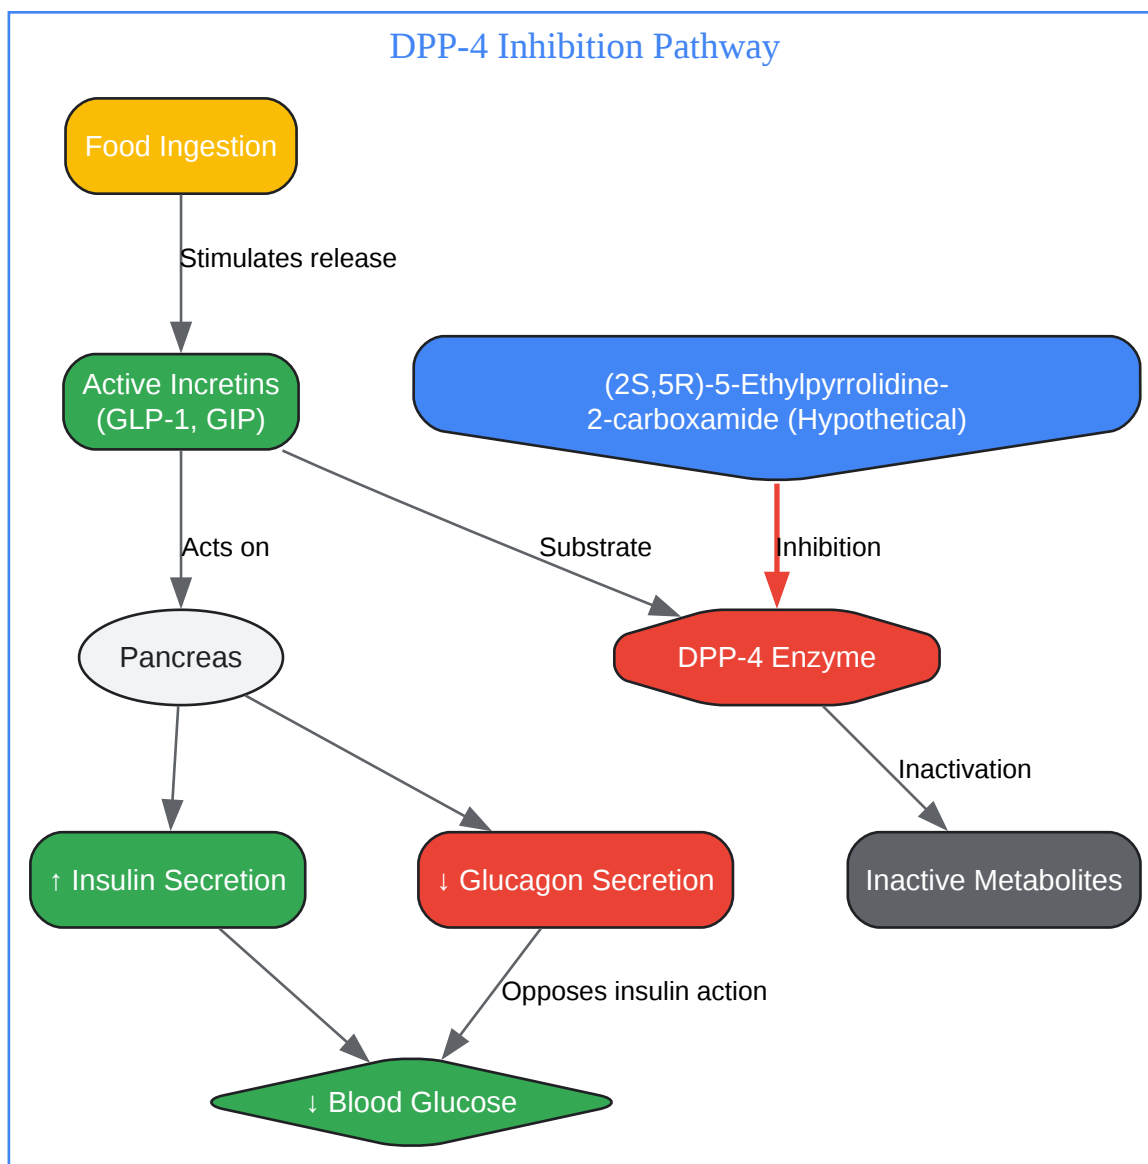 DPP-4 Inhibition Pathway
Food Ingestion
Stimulates release
Active Incretins
(GLP-1, GIP)
(2S,5R)-5-Ethylpyrrolidine-
2-carboxamide (Hypothetical)
Acts on
Substrate
Inhibition
Pancreas
DPP-4 Enzyme
Inactivation
↑ Insulin Secretion
↓ Glucagon Secretion
Inactive Metabolites
Opposes insulin action
↓ Blood Glucose